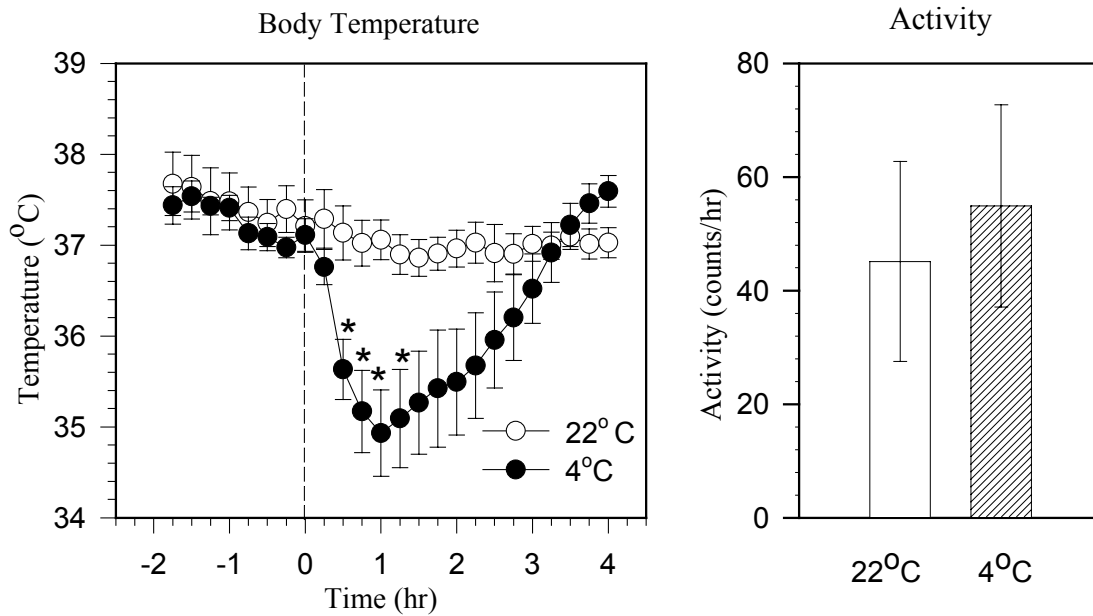 Body Temperature
39
38
37
36
35
34
Temperature (°C)
* * * *
22°C
4°C
-2 -1 0 1 2 3 4
Time (hr)
Activity
80
60
40
20
0
Activity (counts/hr)
22°C 4°C